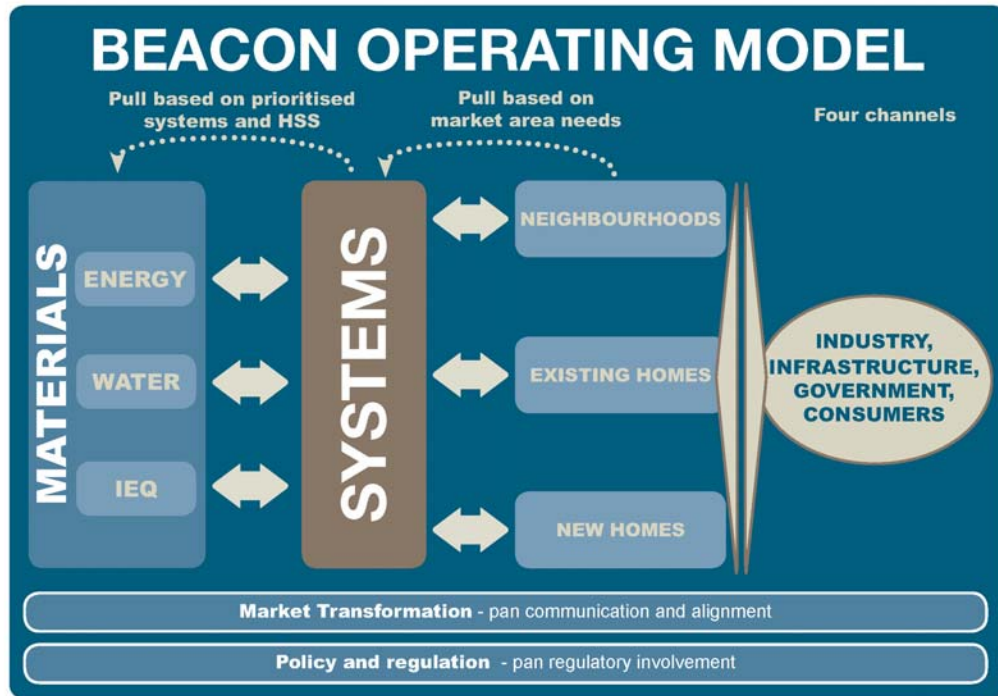 BEACON OPERATING MODEL
Pull based on prioritised
systems and HSS
Pull based on
market area needs
Four channels
MATERIALS
ENERGY
WATER
IEQ
SYSTEMS
NEIGHBOURHOODS
EXISTING HOMES
NEW HOMES
INDUSTRY,
INFRASTRUCTURE,
GOVERNMENT,
CONSUMERS
Market Transformation - pan communication and alignment
Policy and regulation - pan regulatory involvement